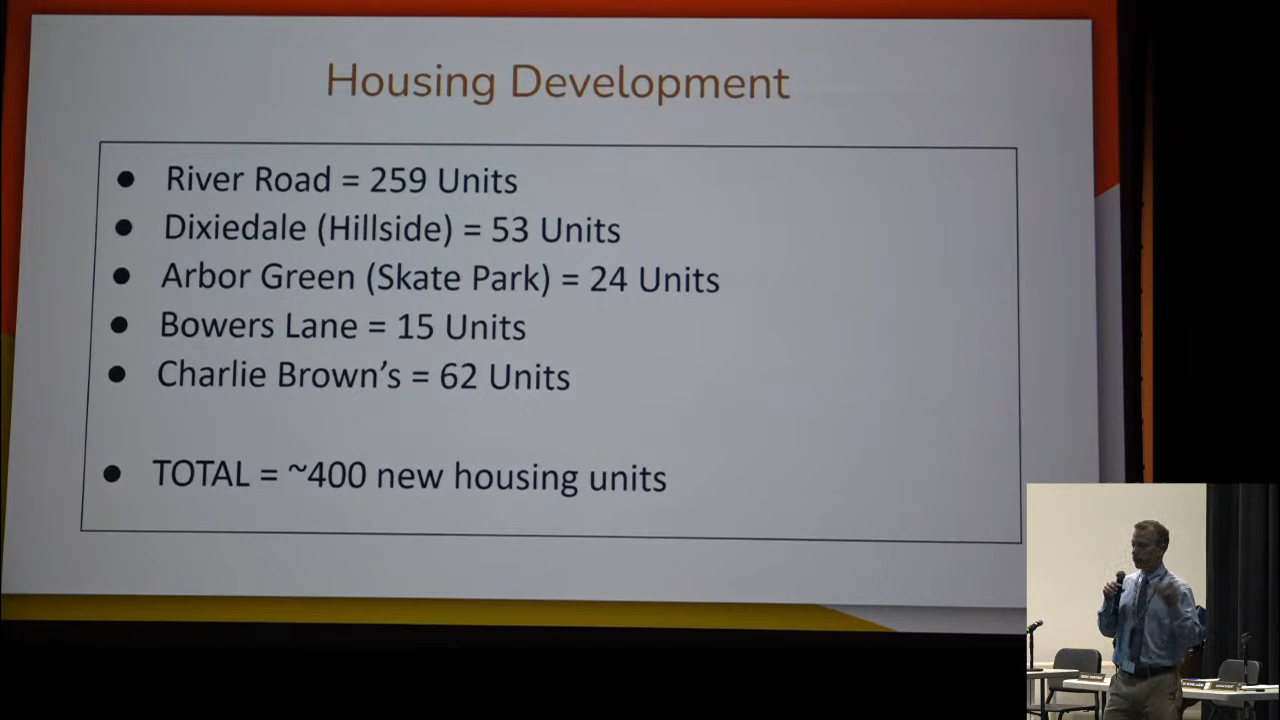 Housing Development
● River Road = 259 Units
● Dixiedale (Hillside) = 53 Units
● Arbor Green (Skate Park) = 24 Units
● Bowers Lane = 15 Units
● Charlie Brown’s = 62 Units
● TOTAL = ~400 new housing units